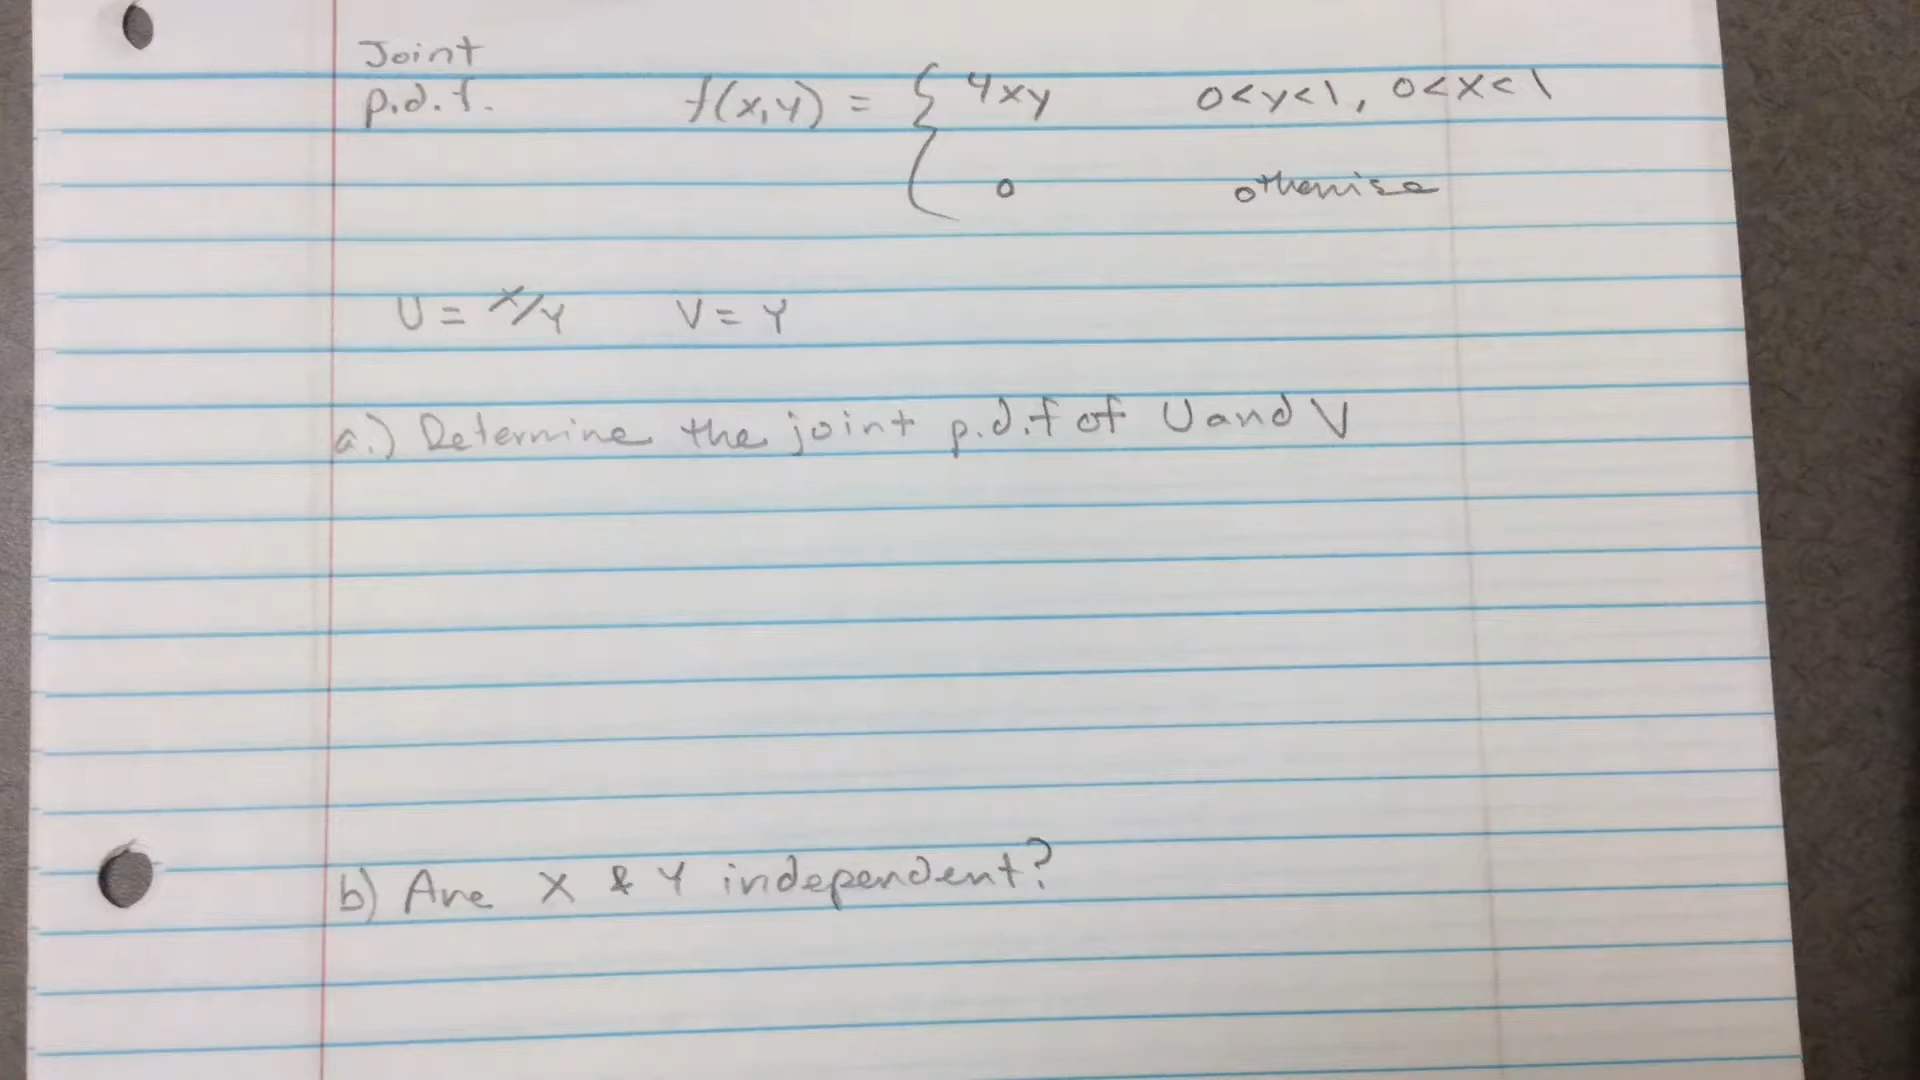 Joint
p.d.f. f(x,y) = { 4xy 0<y<1, 0<x<1
0 otherwise
U = X/Y V = Y
a.) Determine the joint p.d.f of U and V
b) Are X & Y independent?